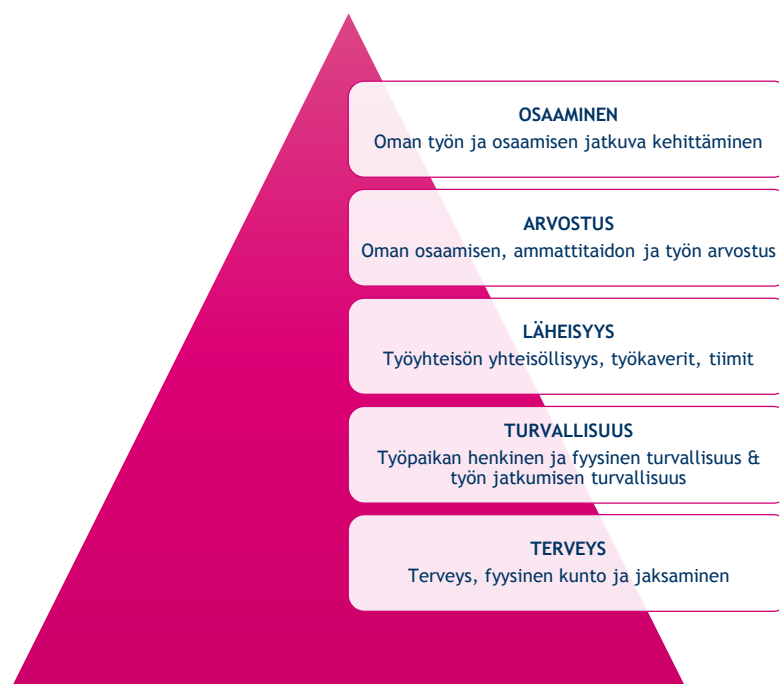 OSAAMINEN
Oman työn ja osaamisen jatkuva kehittäminen
ARVOSTUS
Oman osaamisen, ammattitaidon ja työn arvostus
LÄHEISYYS
Työyhteisön yhteisöllisyys, työkaverit, tiimit
TURVALLISUUS
Työpaikan henkinen ja fyysinen turvallisuus &
työn jatkumisen turvallisuus
TERVEYS
Terveys, fyysinen kunto ja jaksaminen